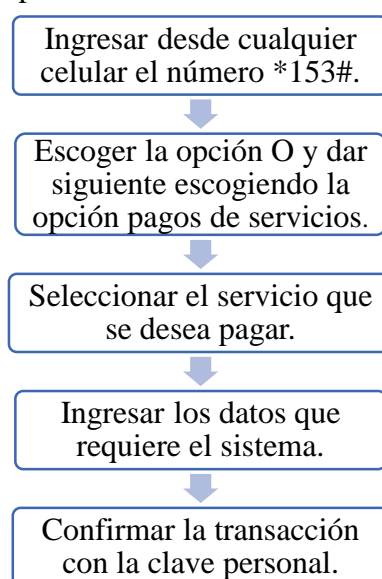 Ingresar desde cualquier
celular el número *153#.
Escoger la opción O y dar
siguiente escogiendo la
opción pagos de servicios.
Seleccionar el servicio que
se desea pagar.
Ingresar los datos que
requiere el sistema.
Confirmar la transacción
con la clave personal.